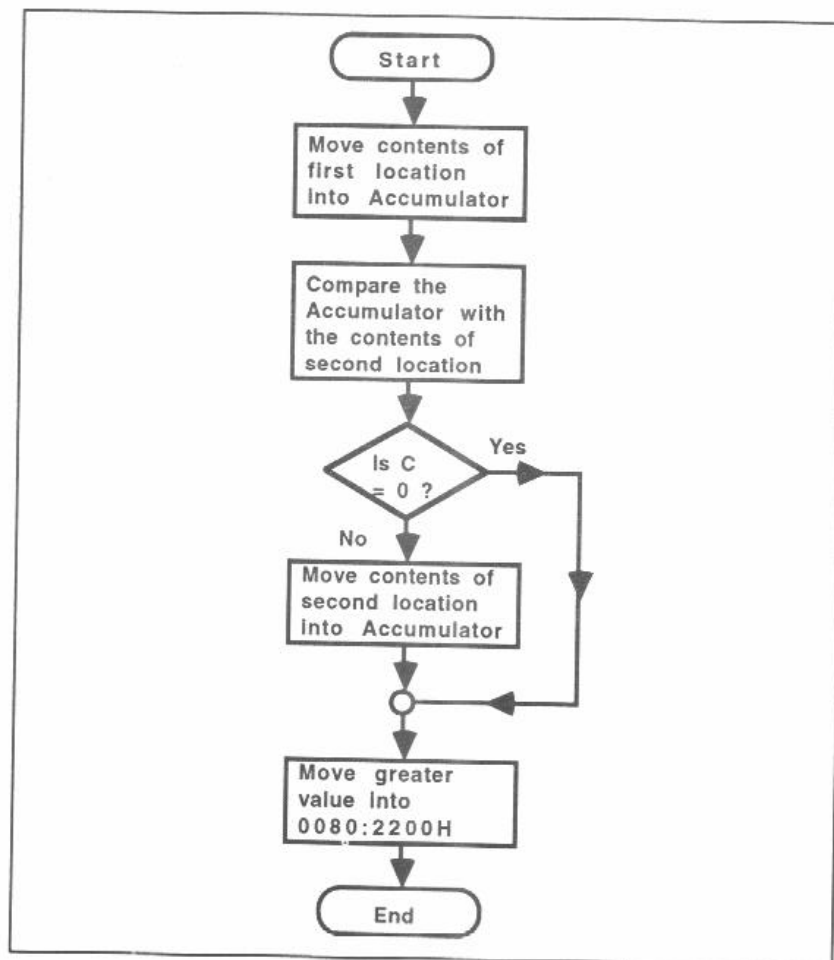 Start
Move contents of
first location
into Accumulator
Compare the
Accumulator with
the contents of
second location
Is C
= 0 ?
Yes
No
Move contents of
second location
into Accumulator
Move greater
value into
0080:2200H
End